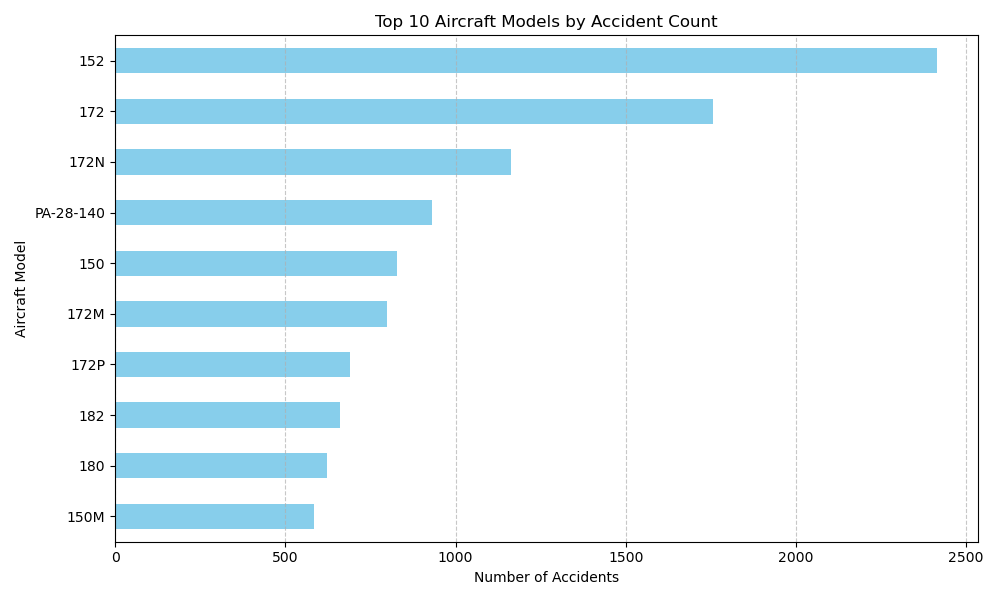 Top 10 Aircraft Models by Accident Count
152
172
172N
PA-28-140
150
172M
172P
182
180
150M
Aircraft Model
0 500 1000 1500 2000 2500
Number of Accidents